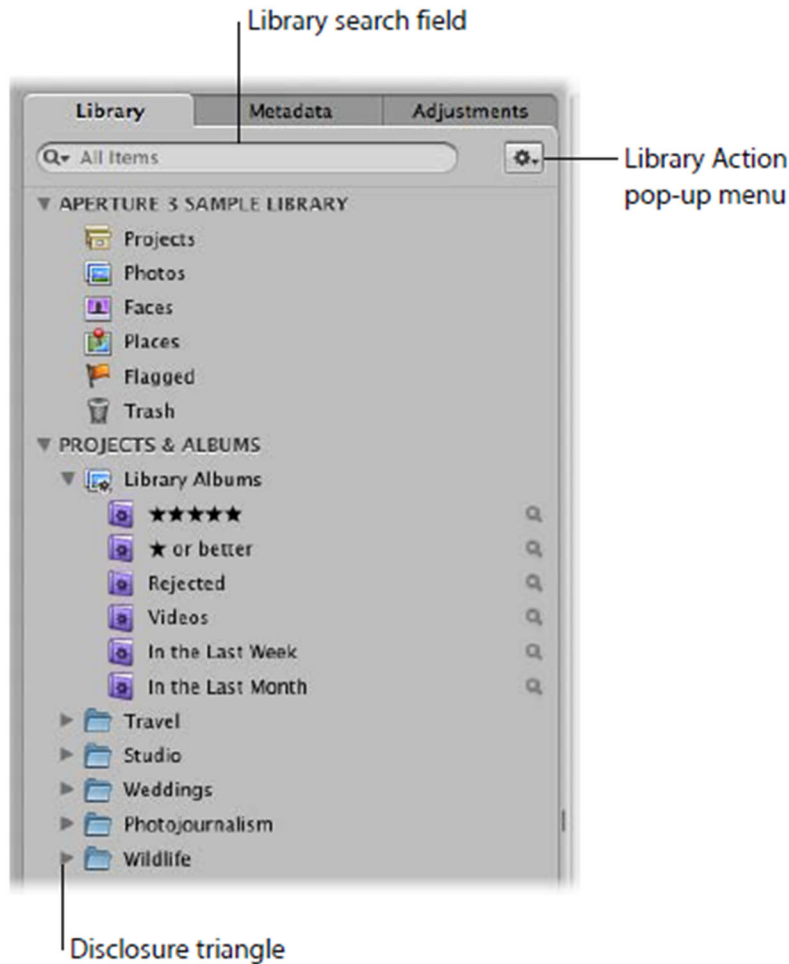 Library search field
Library Metadata Adjustments
All Items
Library Action
pop-up menu
APERTURE 3 SAMPLE LIBRARY
Projects
Photos
Faces
Places
Flagged
Trash
PROJECTS & ALBUMS
Library Albums
★★★★★
★ or better
Rejected
Videos
In the Last Week
In the Last Month
Travel
Studio
Weddings
Photojournalism
Wildlife
Disclosure triangle